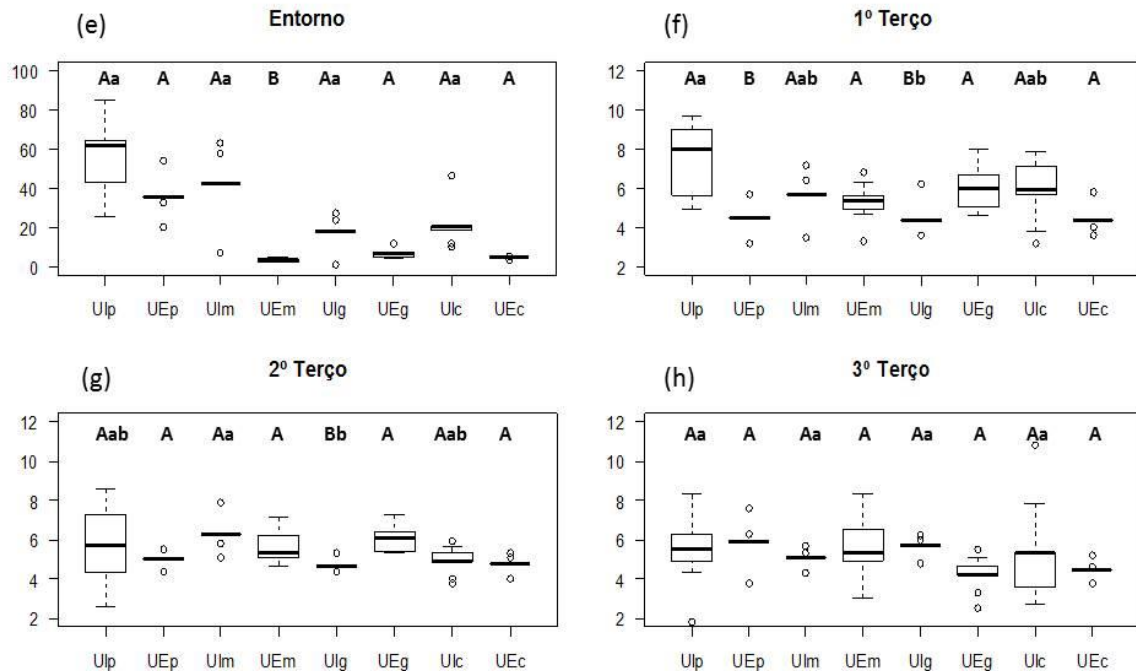 (e) Entorno
Aa A Aa B Aa A Aa A
100
80
60
40
20
0
UIp UEp UIm UEm UIg UEg UIc UEc
(f) 1º Terço
Aa B Aab A Bb A Aab A
12
10
8
6
4
2
UIp UEp UIm UEm UIg UEg UIc UEc
(g) 2º Terço
Aab A Aa A Bb A Aab A
12
10
8
6
4
2
UIp UEp UIm UEm UIg UEg UIc UEc
(h) 3º Terço
Aa A Aa A Aa A Aa A
12
10
8
6
4
2
UIp UEp UIm UEm UIg UEg UIc UEc